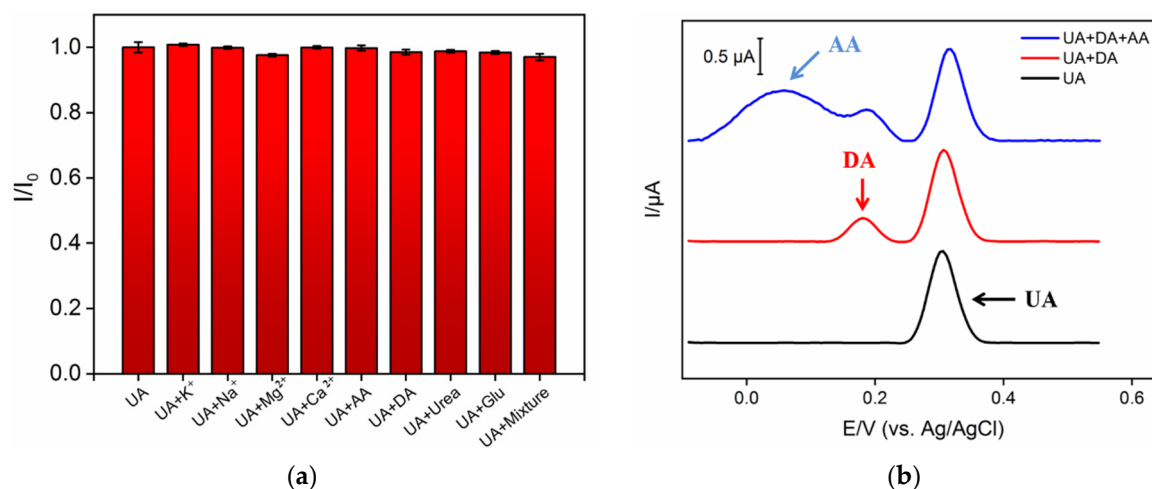 I/I₀
1.0
0.8
0.6
0.4
0.2
0.0
UA
UA+K⁺
UA+Na⁺
UA+Mg²⁺
UA+Ca²⁺
UA+AA
UA+DA
UA+Urea
UA+Glu
UA+Mixture
(a)
I/µA
0.5 µA
AA
UA+DA+AA
UA+DA
UA
DA
UA
0.0
0.2
0.4
0.6
E/V (vs. Ag/AgCl)
(b)